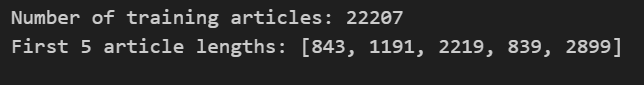 Number of training articles: 22207
First 5 article lengths: [843, 1191, 2219, 839, 2899]